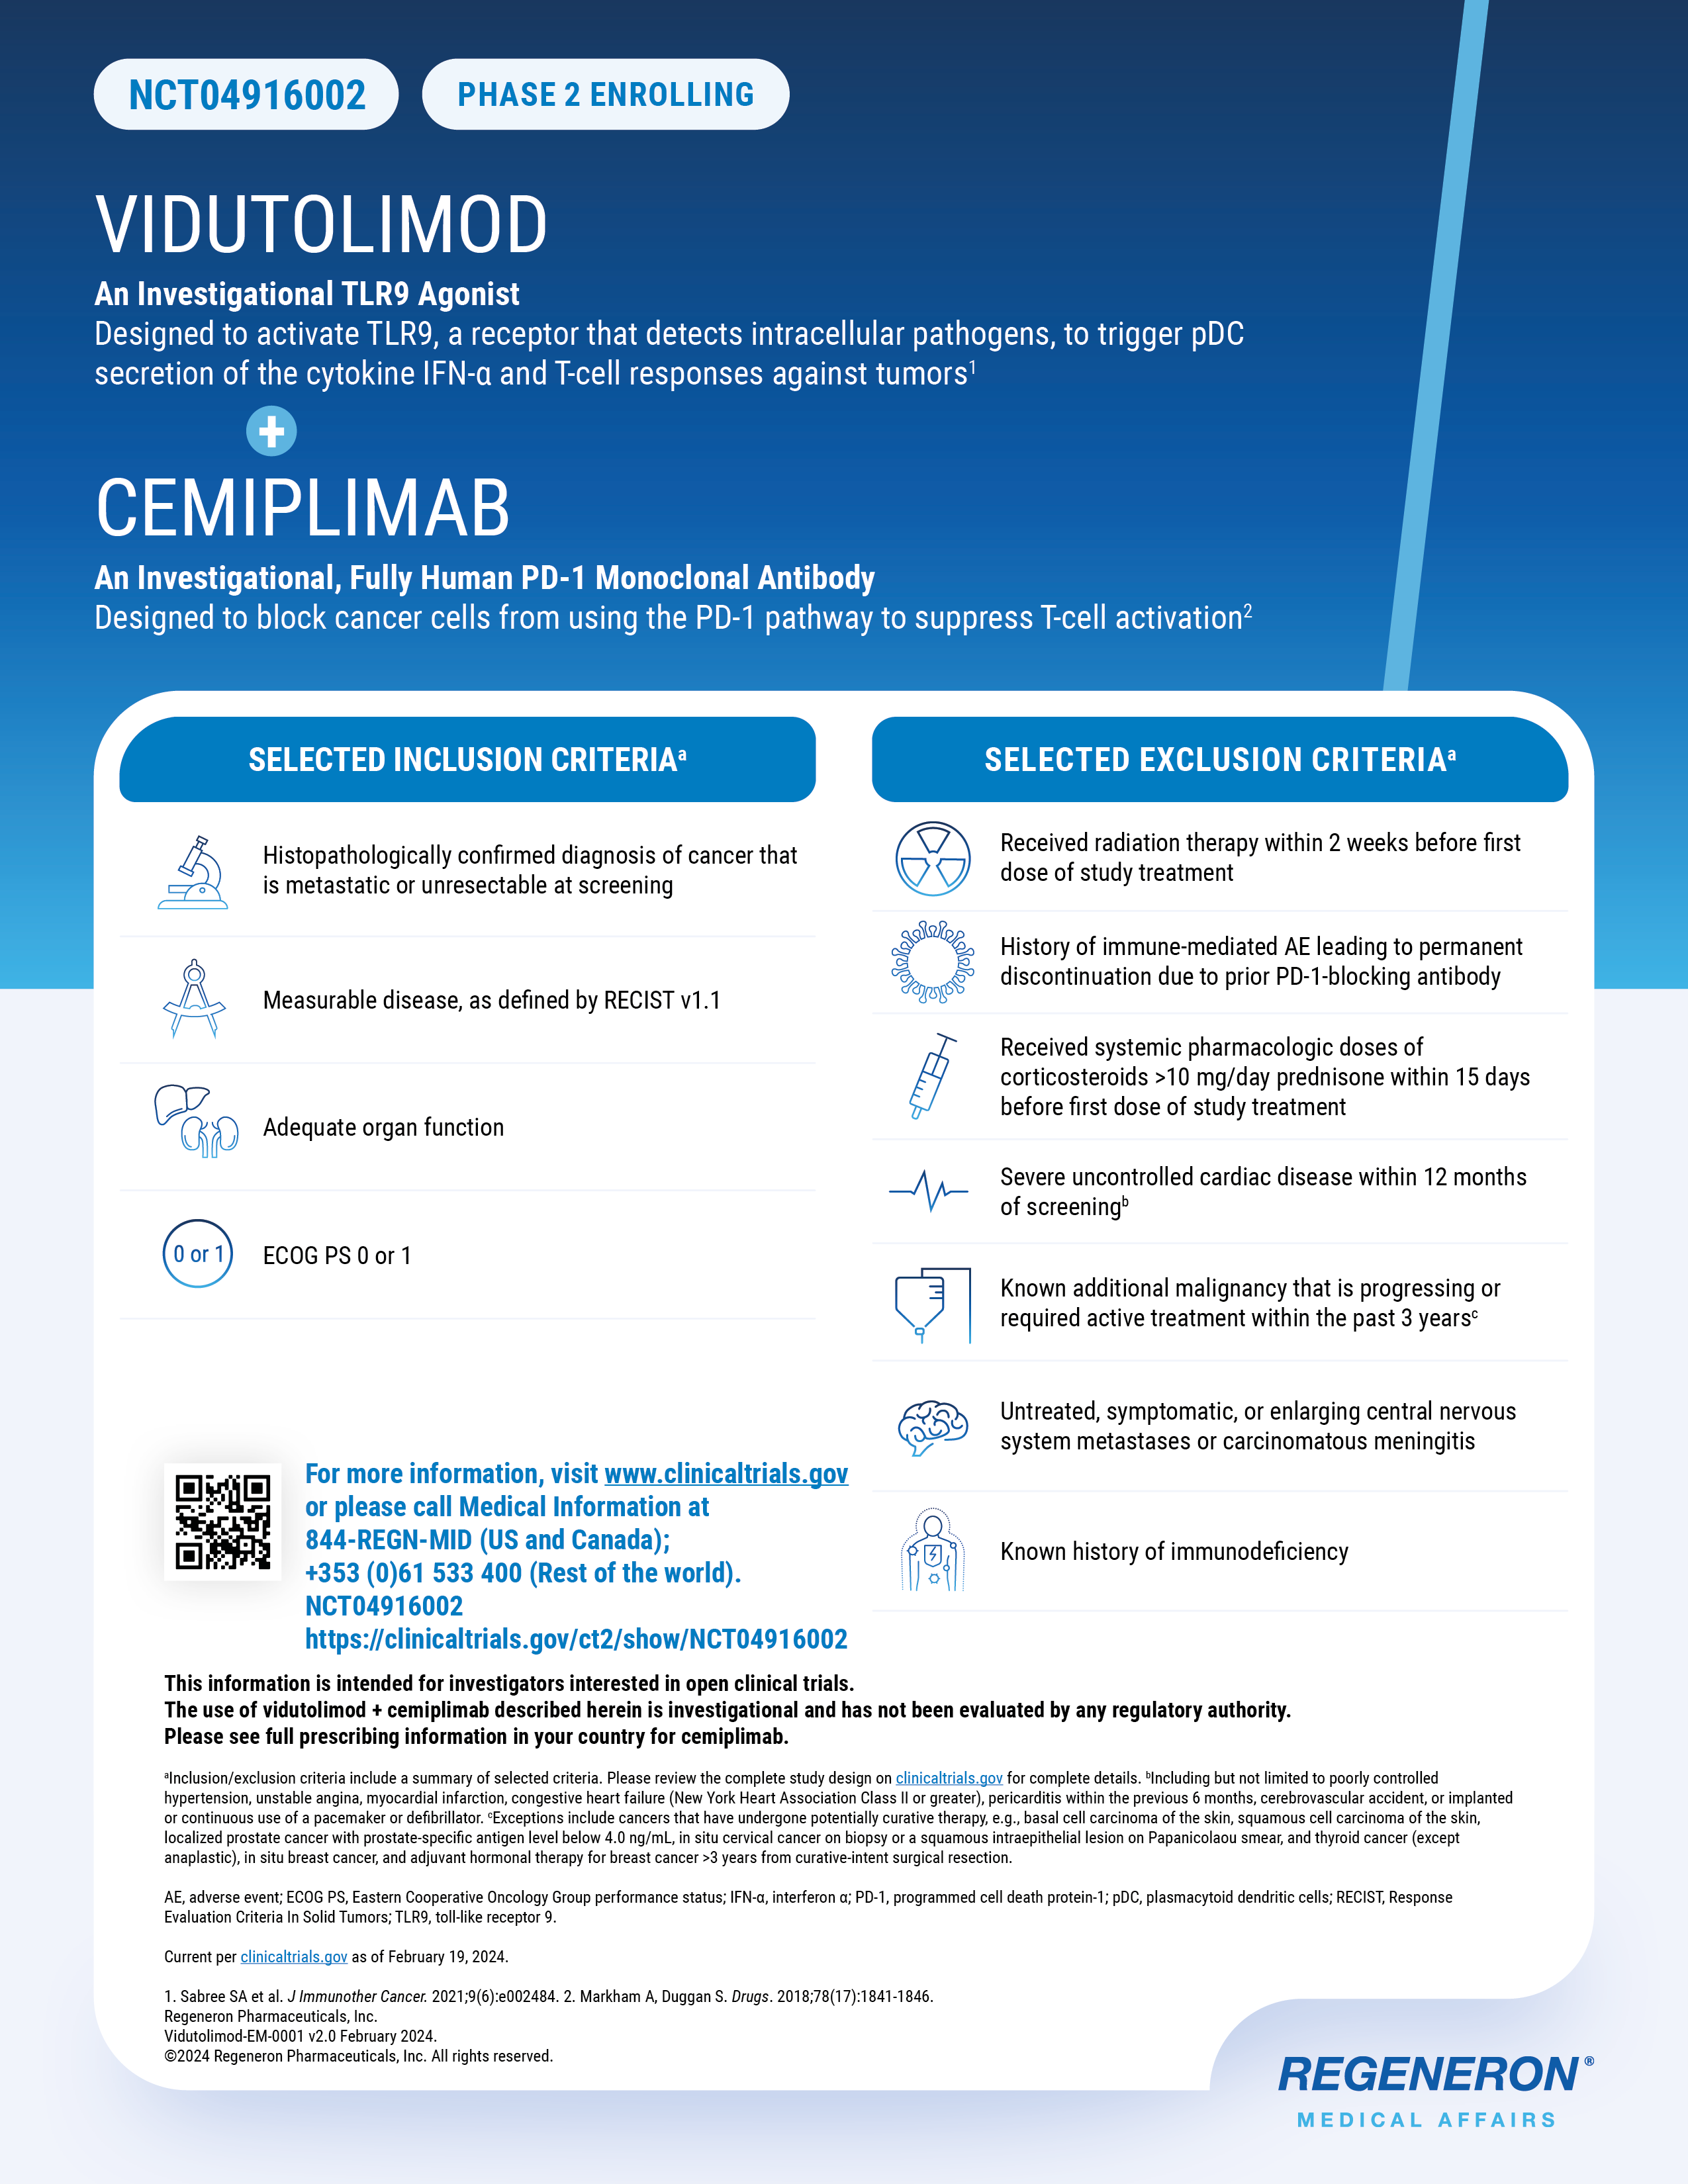 NCT04916002
PHASE 2 ENROLLING
VIDUTOLIMOD
An Investigational TLR9 Agonist
Designed to activate TLR9, a receptor that detects intracellular pathogens, to trigger pDC
secretion of the cytokine IFN-α and T-cell responses against tumors¹
+
CEMIPLIMAB
An Investigational, Fully Human PD-1 Monoclonal Antibody
Designed to block cancer cells from using the PD-1 pathway to suppress T-cell activation²
SELECTED INCLUSION CRITERIAᵃ
Histopathologically confirmed diagnosis of cancer that
is metastatic or unresectable at screening
Measurable disease, as defined by RECIST v1.1
Adequate organ function
0 or 1
ECOG PS 0 or 1
SELECTED EXCLUSION CRITERIAᵃ
Received radiation therapy within 2 weeks before first
dose of study treatment
History of immune-mediated AE leading to permanent
discontinuation due to prior PD-1-blocking antibody
Received systemic pharmacologic doses of
corticosteroids >10 mg/day prednisone within 15 days
before first dose of study treatment
Severe uncontrolled cardiac disease within 12 months
of screeningᵇ
Known additional malignancy that is progressing or
required active treatment within the past 3 yearsᶜ
Untreated, symptomatic, or enlarging central nervous
system metastases or carcinomatous meningitis
Known history of immunodeficiency
For more information, visit www.clinicaltrials.gov
or please call Medical Information at
844-REGN-MID (US and Canada);
+353 (0)61 533 400 (Rest of the world).
NCT04916002
https://clinicaltrials.gov/ct2/show/NCT04916002
This information is intended for investigators interested in open clinical trials.
The use of vidutolimod + cemiplimab described herein is investigational and has not been evaluated by any regulatory authority.
Please see full prescribing information in your country for cemiplimab.
ᵃInclusion/exclusion criteria include a summary of selected criteria. Please review the complete study design on clinicaltrials.gov for complete details. ᵇIncluding but not limited to poorly controlled
hypertension, unstable angina, myocardial infarction, congestive heart failure (New York Heart Association Class II or greater), pericarditis within the previous 6 months, cerebrovascular accident, or implanted
or continuous use of a pacemaker or defibrillator. ᶜExceptions include cancers that have undergone potentially curative therapy, e.g., basal cell carcinoma of the skin, squamous cell carcinoma of the skin,
localized prostate cancer with prostate-specific antigen level below 4.0 ng/mL, in situ cervical cancer on biopsy or a squamous intraepithelial lesion on Papanicolaou smear, and thyroid cancer (except
anaplastic), in situ breast cancer, and adjuvant hormonal therapy for breast cancer >3 years from curative-intent surgical resection.
AE, adverse event; ECOG PS, Eastern Cooperative Oncology Group performance status; IFN-α, interferon α; PD-1, programmed cell death protein-1; pDC, plasmacytoid dendritic cells; RECIST, Response
Evaluation Criteria In Solid Tumors; TLR9, toll-like receptor 9.
Current per clinicaltrials.gov as of February 19, 2024.
1. Sabree SA et al. J Immunother Cancer. 2021;9(6):e002484. 2. Markham A, Duggan S. Drugs. 2018;78(17):1841-1846.
Regeneron Pharmaceuticals, Inc.
Vidutolimod-EM-0001 v2.0 February 2024.
©2024 Regeneron Pharmaceuticals, Inc. All rights reserved.
REGENERON®
MEDICAL AFFAIRS